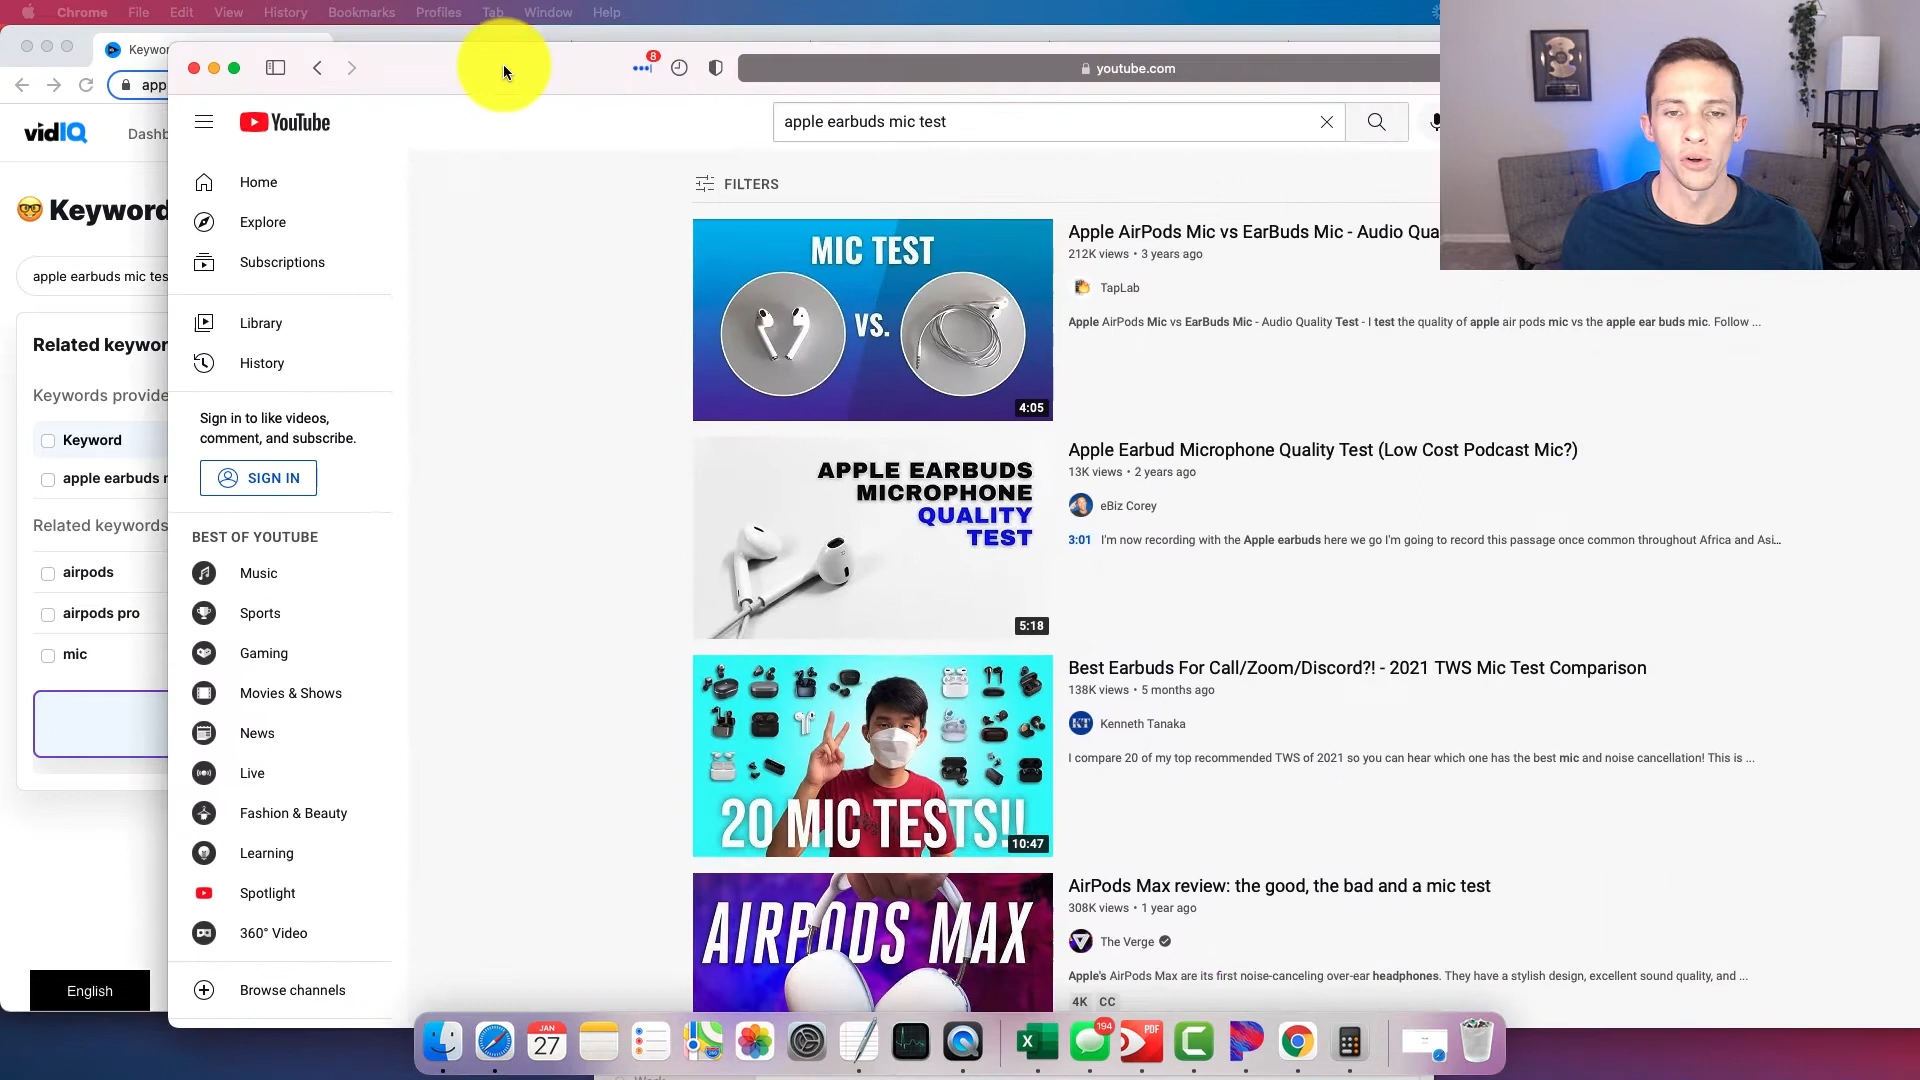 Chrome File Edit View History Bookmarks Profiles Tab Window Help
Keywor
app
8
youtube.com
vidIQ Dashb
YouTube
apple earbuds mic test
Keyword
apple earbuds mic tes
Related keywor
Keywords provide
Keyword
apple earbuds
Related keywords
airpods
airpods pro
mic
English
Home
Explore
Subscriptions
Library
History
Sign in to like videos,
comment, and subscribe.
SIGN IN
BEST OF YOUTUBE
Music
Sports
Gaming
Movies & Shows
News
Live
Fashion & Beauty
Learning
Spotlight
360° Video
Browse channels
FILTERS
MIC TEST
VS.
4:05
Apple AirPods Mic vs EarBuds Mic - Audio Qua
212K views • 3 years ago
TapLab
Apple AirPods Mic vs EarBuds Mic - Audio Quality Test - I test the quality of apple air pods mic vs the apple ear buds mic. Follow ...
APPLE EARBUDS
MICROPHONE
QUALITY
TEST
5:18
Apple Earbud Microphone Quality Test (Low Cost Podcast Mic?)
13K views • 2 years ago
eBiz Corey
3:01 I'm now recording with the Apple earbuds here we go I'm going to record this passage once common throughout Africa and Asi...
20 MIC TESTS!!
10:47
Best Earbuds For Call/Zoom/Discord?! - 2021 TWS Mic Test Comparison
138K views • 5 months ago
KT Kenneth Tanaka
I compare 20 of my top recommended TWS of 2021 so you can hear which one has the best mic and noise cancellation! This is ...
AIRPODS MAX
AirPods Max review: the good, the bad and a mic test
308K views • 1 year ago
The Verge
Apple's AirPods Max are its first noise-canceling over-ear headphones. They have a stylish design, excellent sound quality, and ...
4K CC
JAN
27
X
194
PDF
C